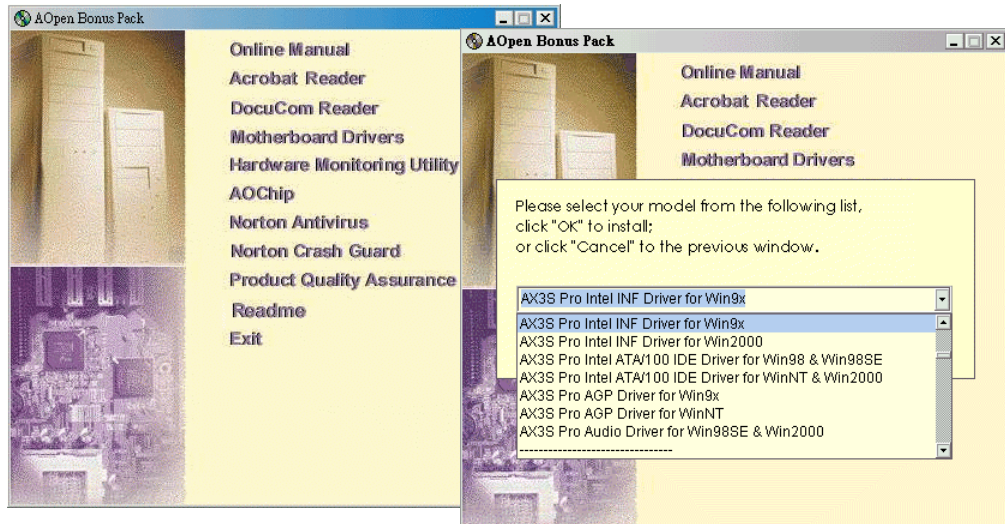 AOpen Bonus Pack
Online Manual
Acrobat Reader
DocuCom Reader
Motherboard Drivers
Hardware Monitoring Utility
AOChip
Norton Antivirus
Norton Crash Guard
Product Quality Assurance
Readme
Exit
AOpen Bonus Pack
Online Manual
Acrobat Reader
DocuCom Reader
Motherboard Drivers
Please select your model from the following list,
click "OK" to install;
or click "Cancel" to the previous window.
AX3S Pro Intel INF Driver for Win9x
AX3S Pro Intel INF Driver for Win9x
AX3S Pro Intel INF Driver for Win2000
AX3S Pro Intel ATA/100 IDE Driver for Win98 & Win98SE
AX3S Pro Intel ATA/100 IDE Driver for WinNT & Win2000
AX3S Pro AGP Driver for Win9x
AX3S Pro AGP Driver for WinNT
AX3S Pro Audio Driver for Win98SE & Win2000
--------------------------------